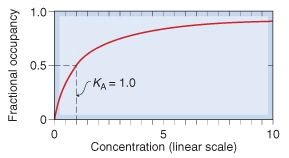 Fractional occupancy
1.0
0.5
0
K_A = 1.0
0
5
10
Concentration (linear scale)